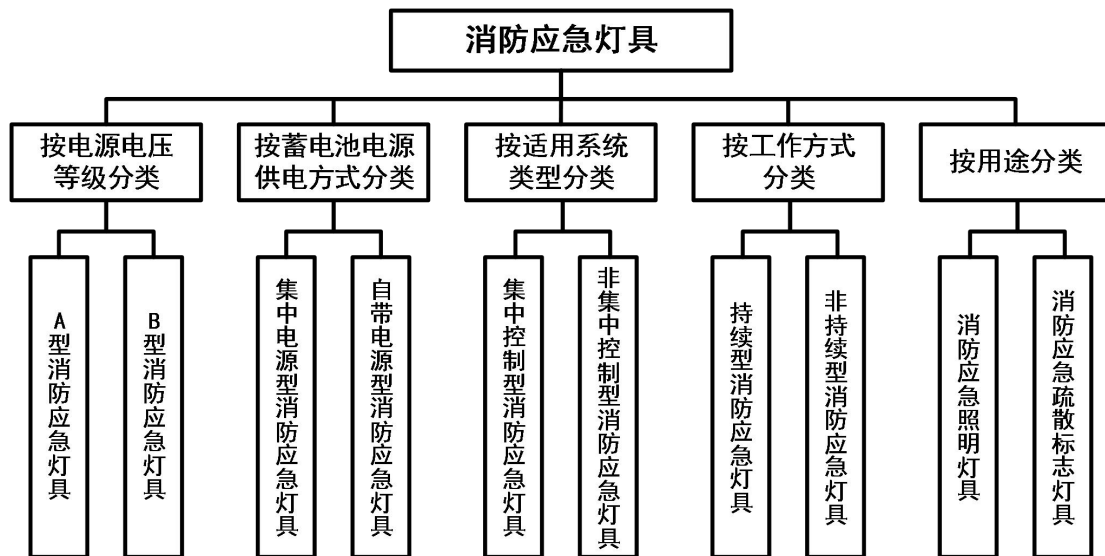 消防应急灯具
按电源电压
等级分类
按蓄电池电源
供电方式分类
按适用系统
类型分类
按工作方式
分类
按用途分类
A型消防应急灯具
B型消防应急灯具
集中电源型消防应急灯具
自带电源型消防应急灯具
集中控制型消防应急灯具
非集中控制型消防应急灯具
持续型消防应急灯具
非持续型消防应急灯具
消防应急照明灯具
消防应急疏散标志灯具